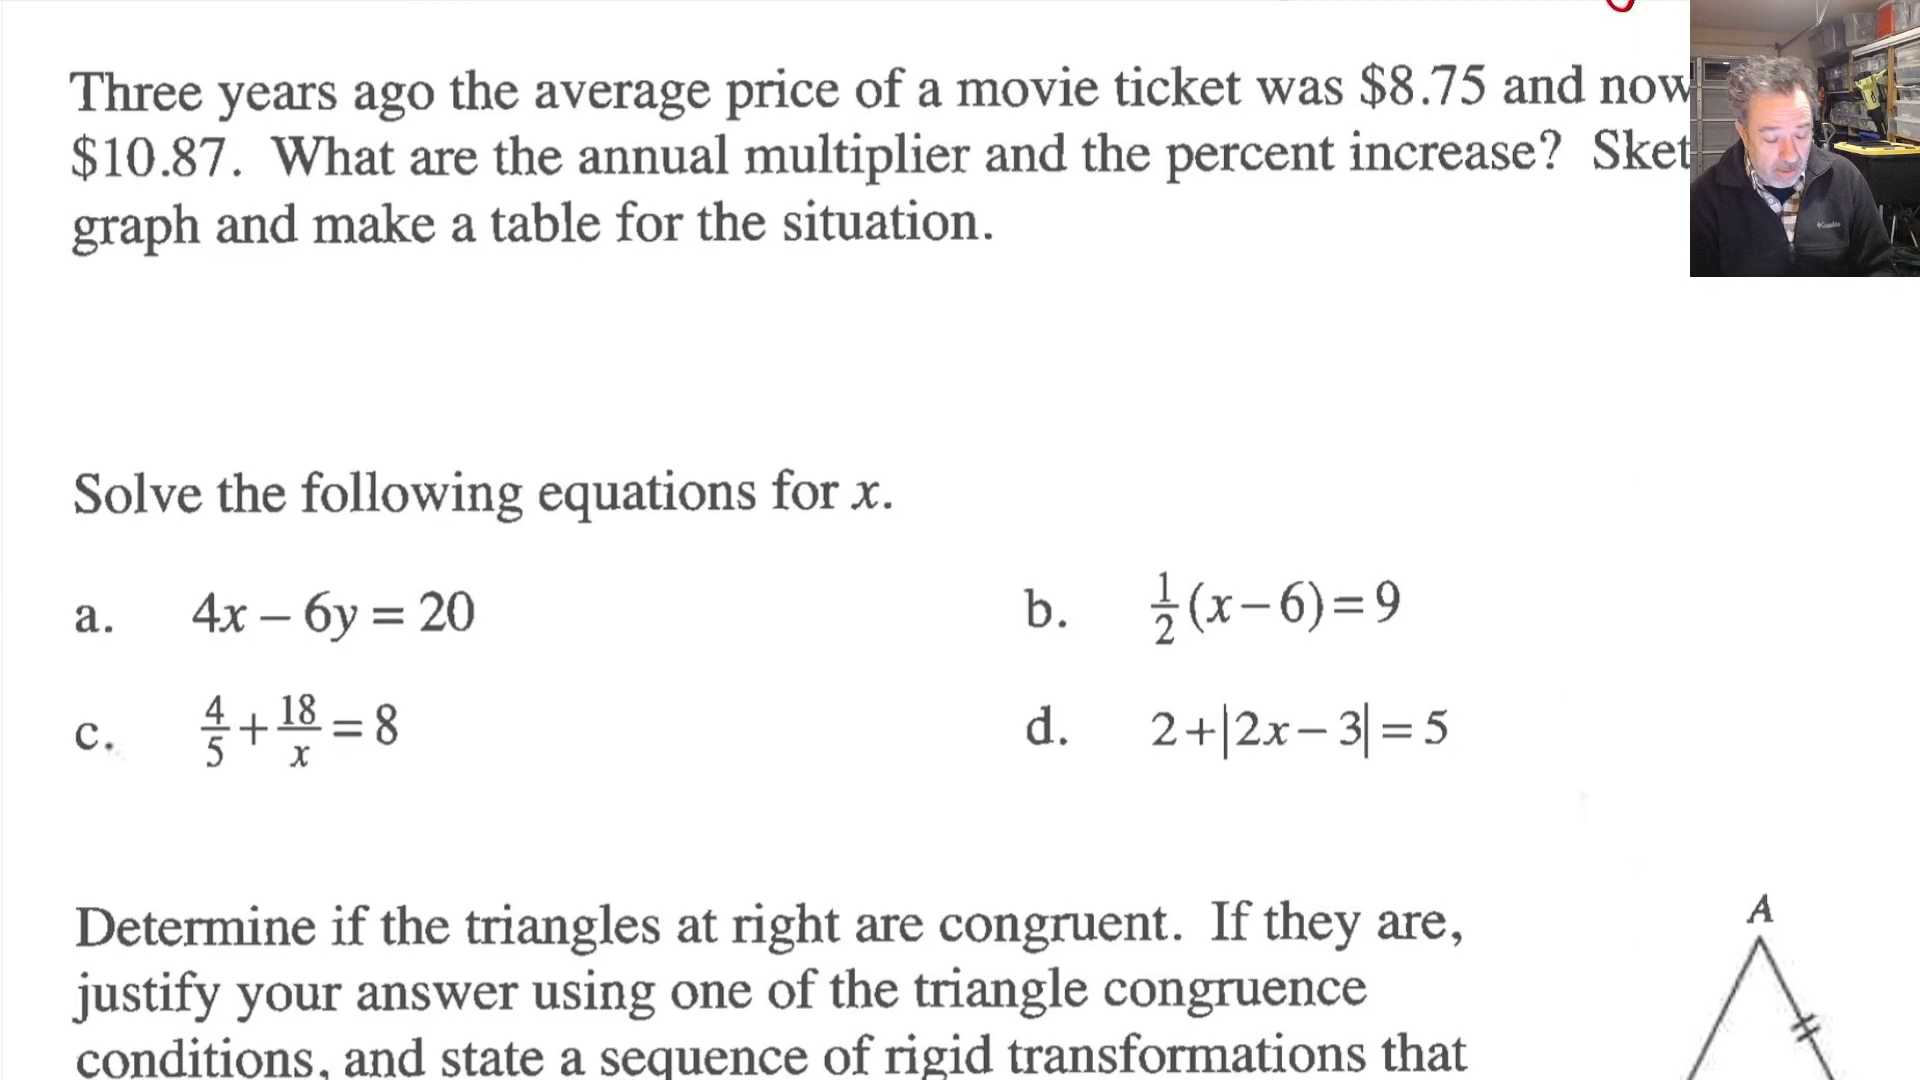 Three years ago the average price of a movie ticket was $8.75 and now
$10.87. What are the annual multiplier and the percent increase? Sket
graph and make a table for the situation.
Solve the following equations for x.
a. 4x – 6y = 20
b. 1/2 (x – 6) = 9
c. 4/5 + 18/x = 8
d. 2 + |2x – 3| = 5
Determine if the triangles at right are congruent. If they are,
A
justify your answer using one of the triangle congruence
conditions, and state a sequence of rigid transformations that